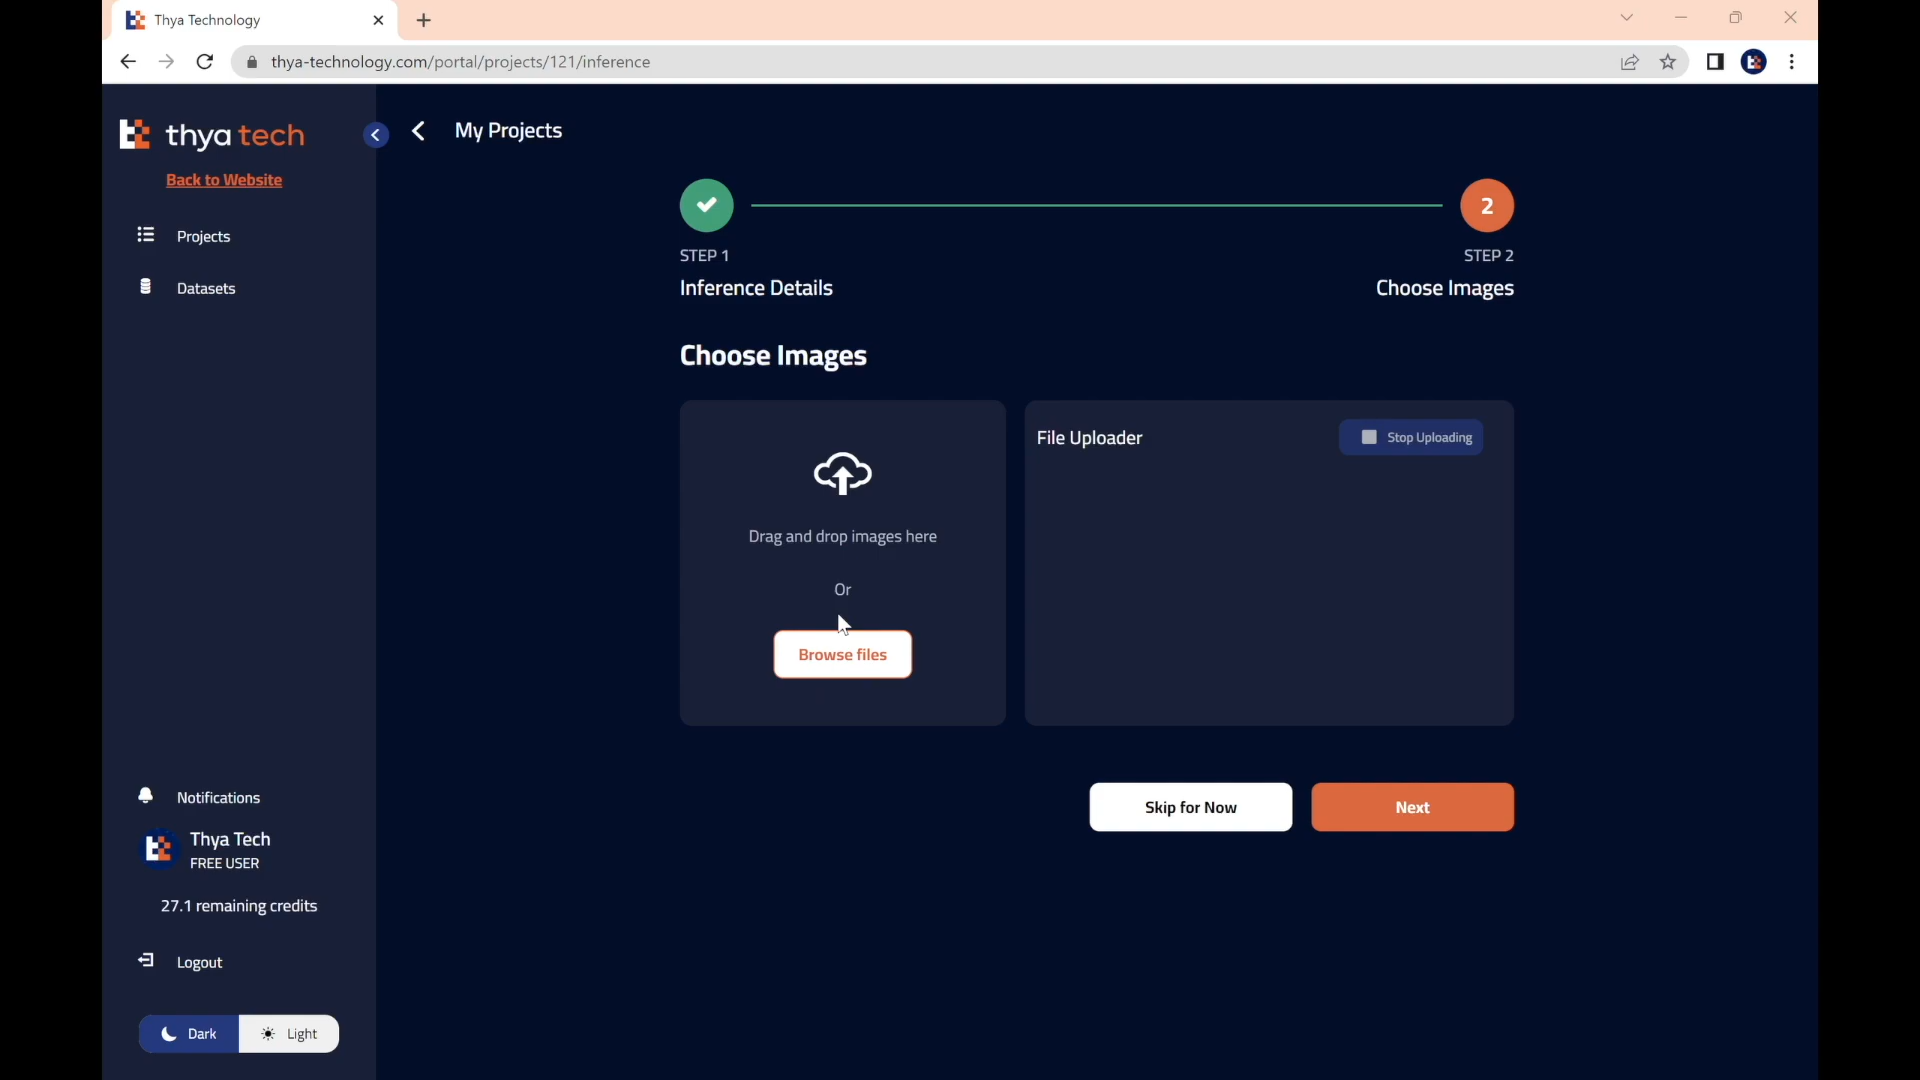 Thya Technology
thya-technology.com/portal/projects/121/inference
thya tech
Back to Website
Projects
Datasets
Notifications
Thya Tech
FREE USER
27.1 remaining credits
Logout
Dark Light
My Projects
2
STEP 1
Inference Details
STEP 2
Choose Images
Choose Images
Drag and drop images here
Or
Browse files
File Uploader
Stop Uploading
Skip for Now
Next